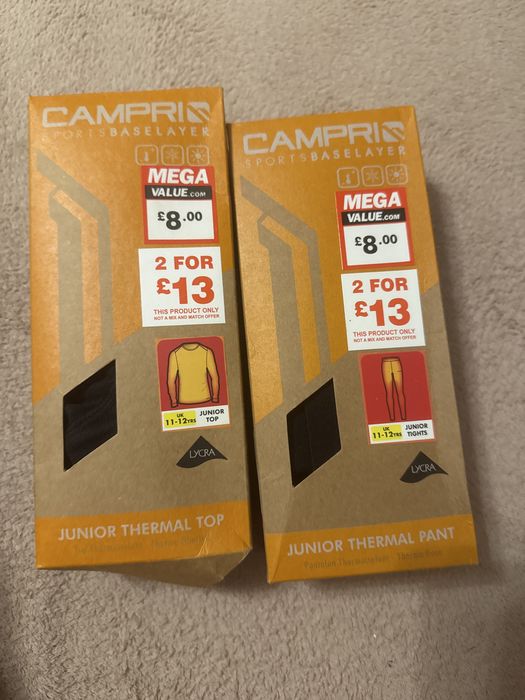 CAMPRI
SPORTSBASELAYER
MEGA
VALUE.COM
£8.00
2 FOR
£13
THIS PRODUCT ONLY
NOT A MIX AND MATCH OFFER
UK
11-12YRS
JUNIOR
TOP
LYCRA
JUNIOR THERMAL TOP
CAMPRI
SPORTSBASELAYER
MEGA
VALUE.COM
£8.00
2 FOR
£13
THIS PRODUCT ONLY
NOT A MIX AND MATCH OFFER
UK
11-12YRS
JUNIOR
TIGHTS
LYCRA
JUNIOR THERMAL PANT